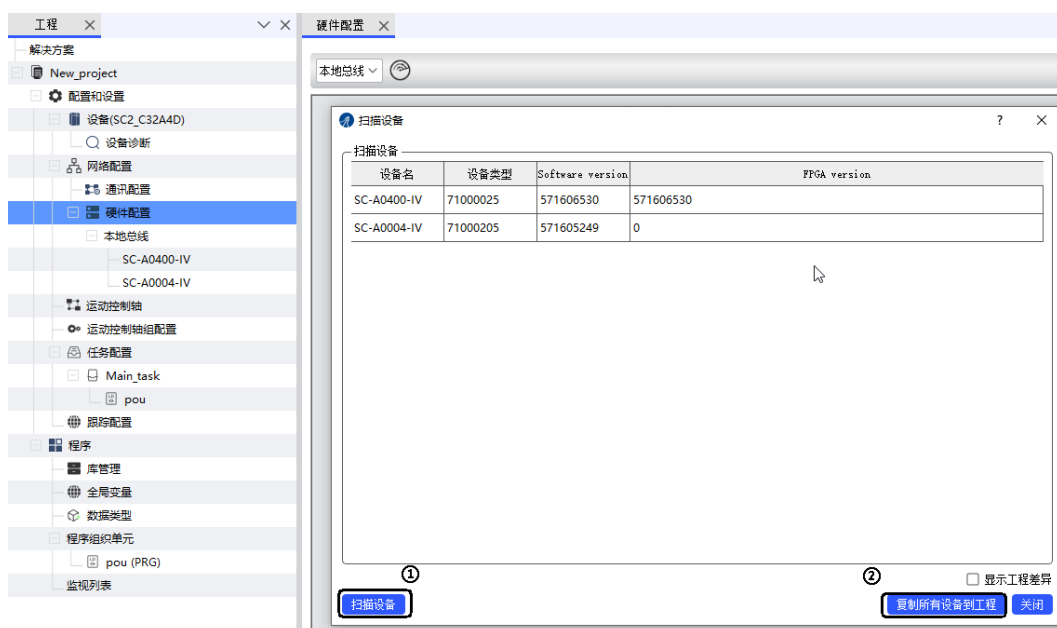 工程
解决方案
New_project
配置和设置
设备(SC2_C32A4D)
设备诊断
网络配置
通讯配置
硬件配置
本地总线
SC-A0400-IV
SC-A0004-IV
运动控制轴
运动控制轴组配置
任务配置
Main_task
pou
跟踪配置
程序
库管理
全局变量
数据类型
程序组织单元
pou (PRG)
监视列表
硬件配置
本地总线
扫描设备 ?
扫描设备
设备名 设备类型 Software version FPGA version
SC-A0400-IV 71000025 571606530 571606530
SC-A0004-IV 71000205 571605249 0
① ② 显示工程差异
扫描设备 复制所有设备到工程 关闭